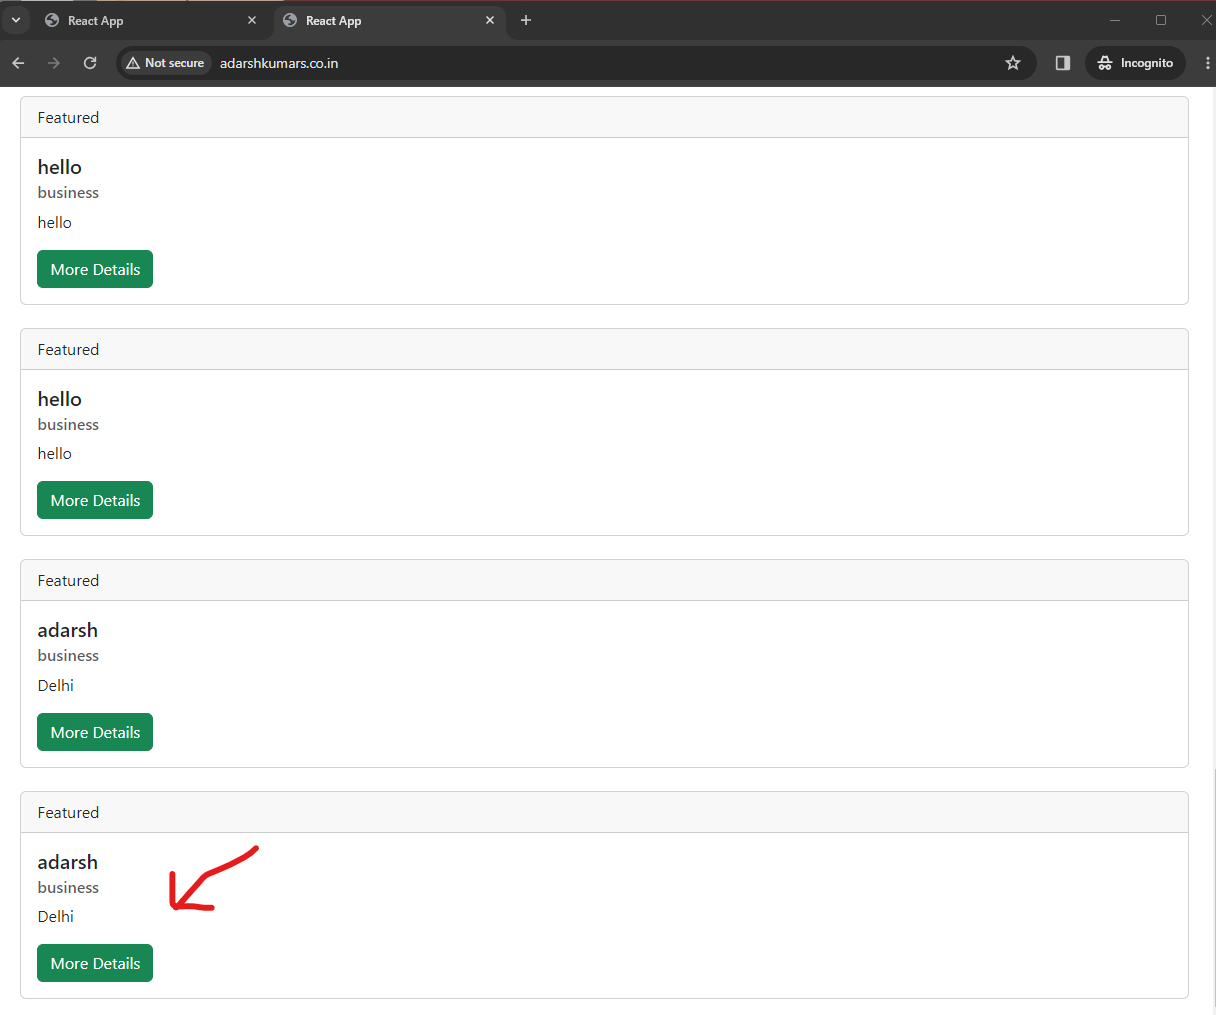 React App
React App
Not secure
adarshkumars.co.in
Incognito
Featured
hello
business
hello
More Details
Featured
hello
business
hello
More Details
Featured
adarsh
business
Delhi
More Details
Featured
adarsh
business
Delhi
More Details